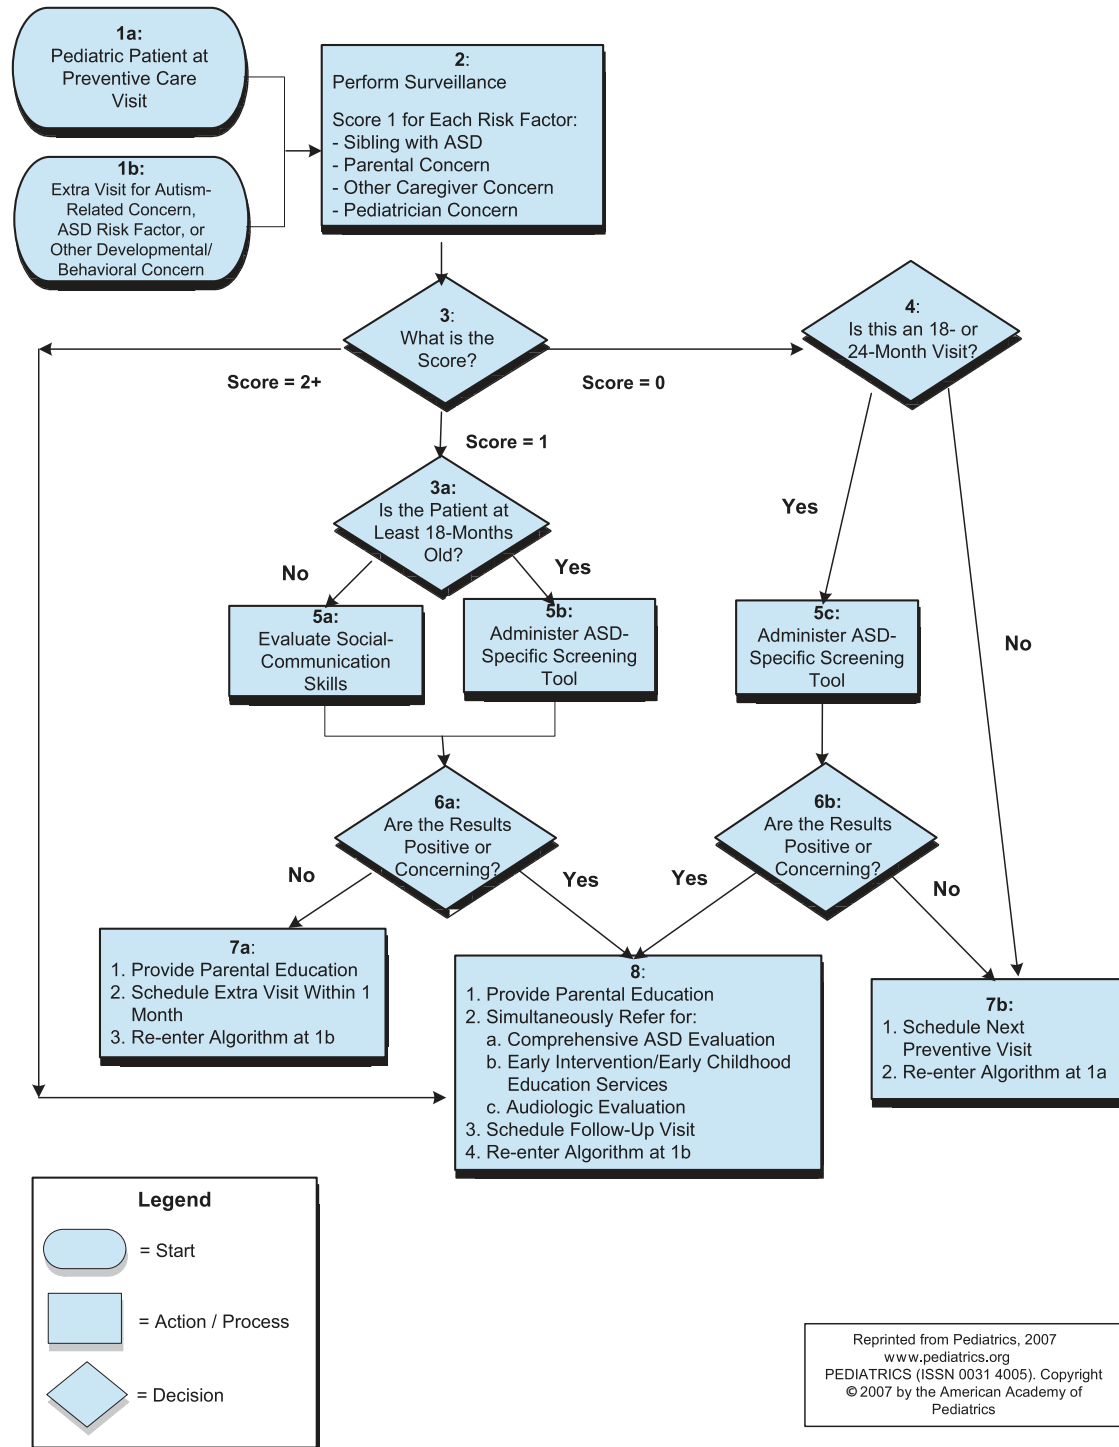 1a:
Pediatric Patient at
Preventive Care
Visit
1b:
Extra Visit for Autism-
Related Concern,
ASD Risk Factor, or
Other Developmental/
Behavioral Concern
2:
Perform Surveillance
Score 1 for Each Risk Factor:
- Sibling with ASD
- Parental Concern
- Other Caregiver Concern
- Pediatrician Concern
3:
What is the
Score?
4:
Is this an 18- or
24-Month Visit?
Score = 2+
Score = 0
Score = 1
3a:
Is the Patient at
Least 18-Months
Old?
Yes
No
Yes
No
5a:
Evaluate Social-
Communication
Skills
5b:
Administer ASD-
Specific Screening
Tool
5c:
Administer ASD-
Specific Screening
Tool
6a:
Are the Results
Positive or
Concerning?
6b:
Are the Results
Positive or
Concerning?
No
Yes
Yes
No
7a:
1. Provide Parental Education
2. Schedule Extra Visit Within 1
Month
3. Re-enter Algorithm at 1b
8:
1. Provide Parental Education
2. Simultaneously Refer for:
a. Comprehensive ASD Evaluation
b. Early Intervention/Early Childhood
Education Services
c. Audiologic Evaluation
3. Schedule Follow-Up Visit
4. Re-enter Algorithm at 1b
7b:
1. Schedule Next
Preventive Visit
2. Re-enter Algorithm at 1a
Legend
= Start
= Action / Process
= Decision
Reprinted from Pediatrics, 2007
www.pediatrics.org
PEDIATRICS (ISSN 0031 4005). Copyright
© 2007 by the American Academy of
Pediatrics